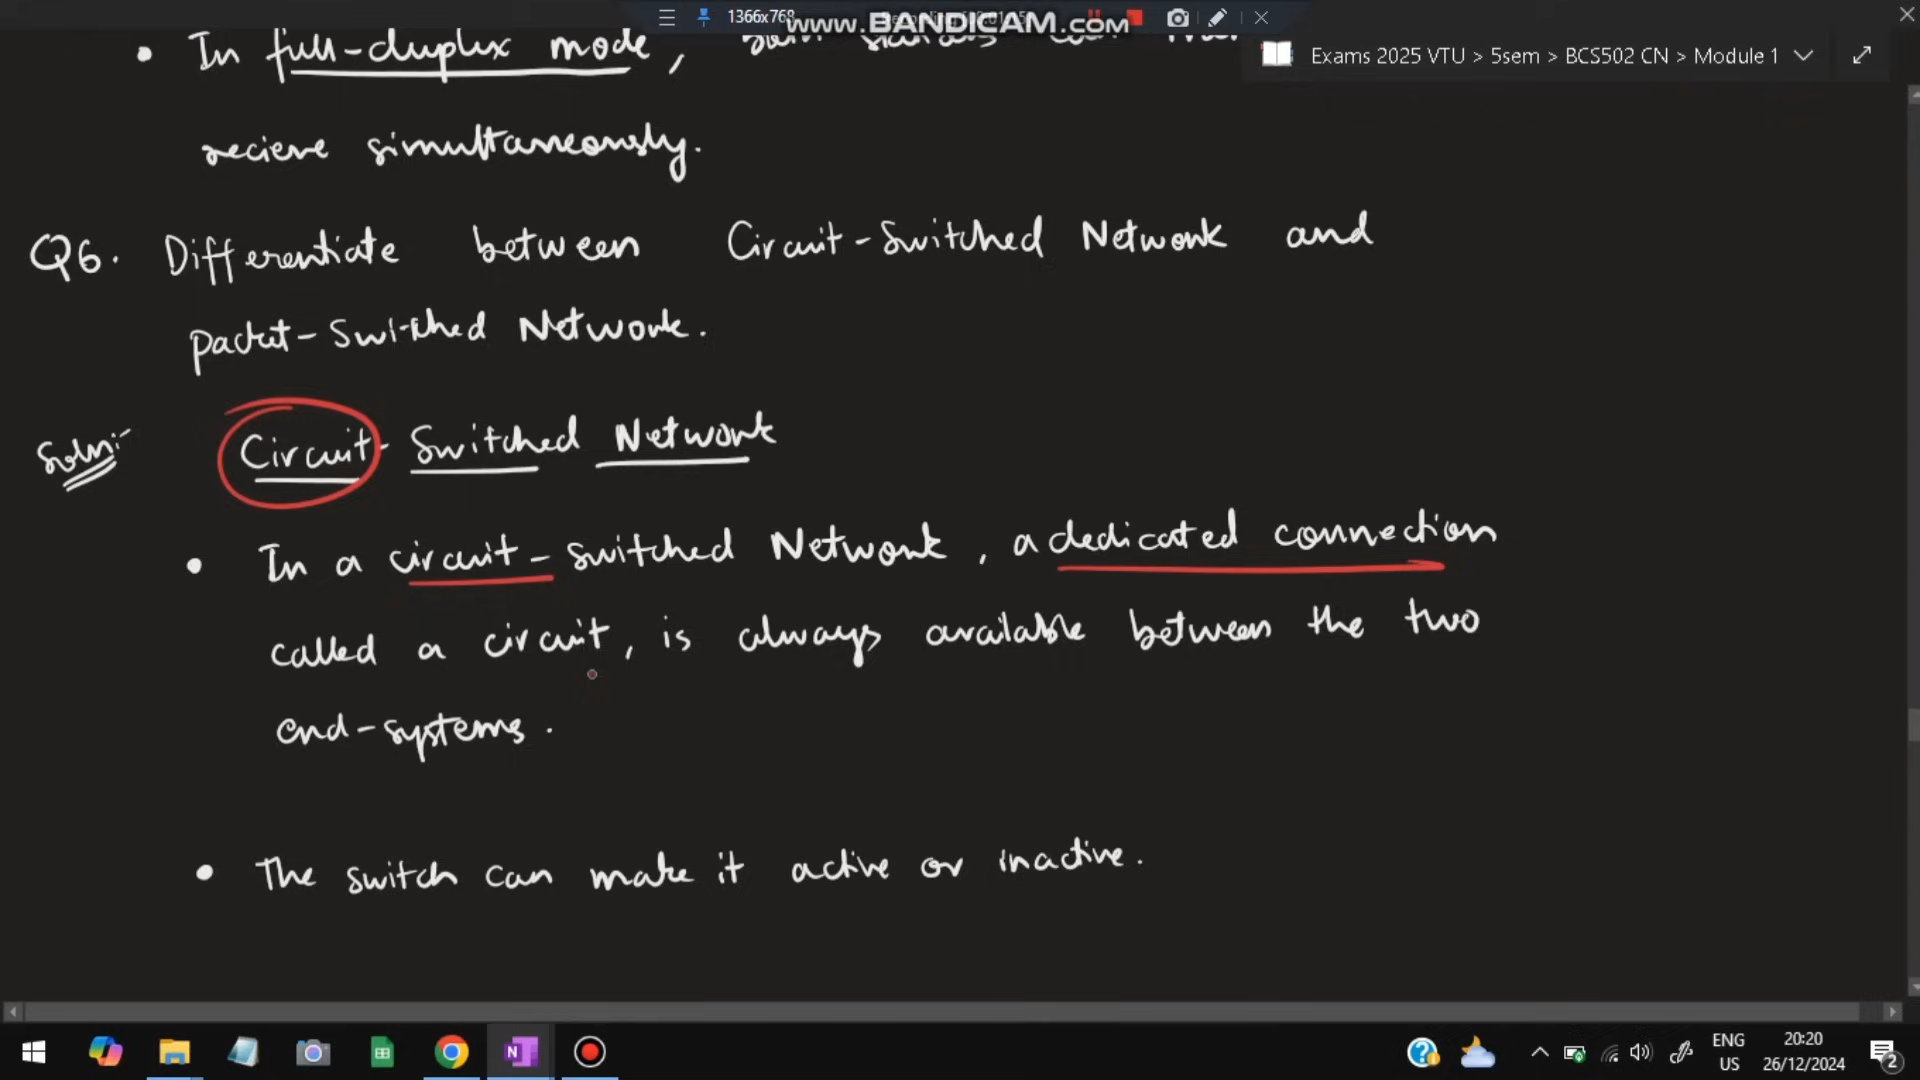 1366x768
www.BANDICAM.com
• In full-duplex mode,
Exams 2025 VTU > 5sem > BCS502 CN > Module 1
recieve simultaneously.
Q6. Differentiate between Circuit-Switched Network and
packet-Switched Network.
Soln:- Circuit-Switched Network
• In a circuit-switched Network, a dedicated connection
called a circuit, is always available between the two
end-systems.
• The switch can make it active or inactive.
ENG
US
20:20
26/12/2024
2